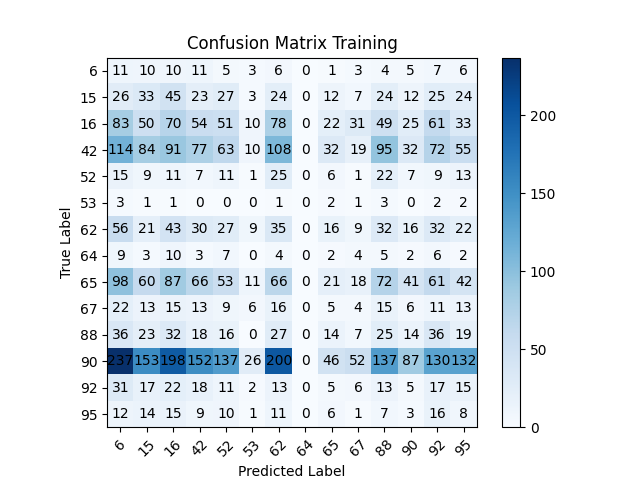 Confusion Matrix Training
6 11 10 10 11 5 3 6 0 1 3 4 5 7 6
15 26 33 45 23 27 3 24 0 12 7 24 12 25 24
16 83 50 70 54 51 10 78 0 22 31 49 25 61 33
42 114 84 91 77 63 10 108 0 32 19 95 32 72 55
52 15 9 11 7 11 1 25 0 6 1 22 7 9 13
53 3 1 1 0 0 0 1 0 2 1 3 0 2 2
62 56 21 43 30 27 9 35 0 16 9 32 16 32 22
64 9 3 10 3 7 0 4 0 2 4 5 2 6 2
65 98 60 87 66 53 11 66 0 21 18 72 41 61 42
67 22 13 15 13 9 6 16 0 5 4 15 6 11 13
88 36 23 32 18 16 0 27 0 14 7 25 14 36 19
90 237 153 198 152 137 26 200 0 46 52 137 87 130 132
92 31 17 22 18 11 2 13 0 5 6 13 5 17 15
95 12 14 15 9 10 1 11 0 6 1 7 3 16 8
6 15 16 42 52 53 62 64 65 67 88 90 92 95
Predicted Label
True Label
200
150
100
50
0